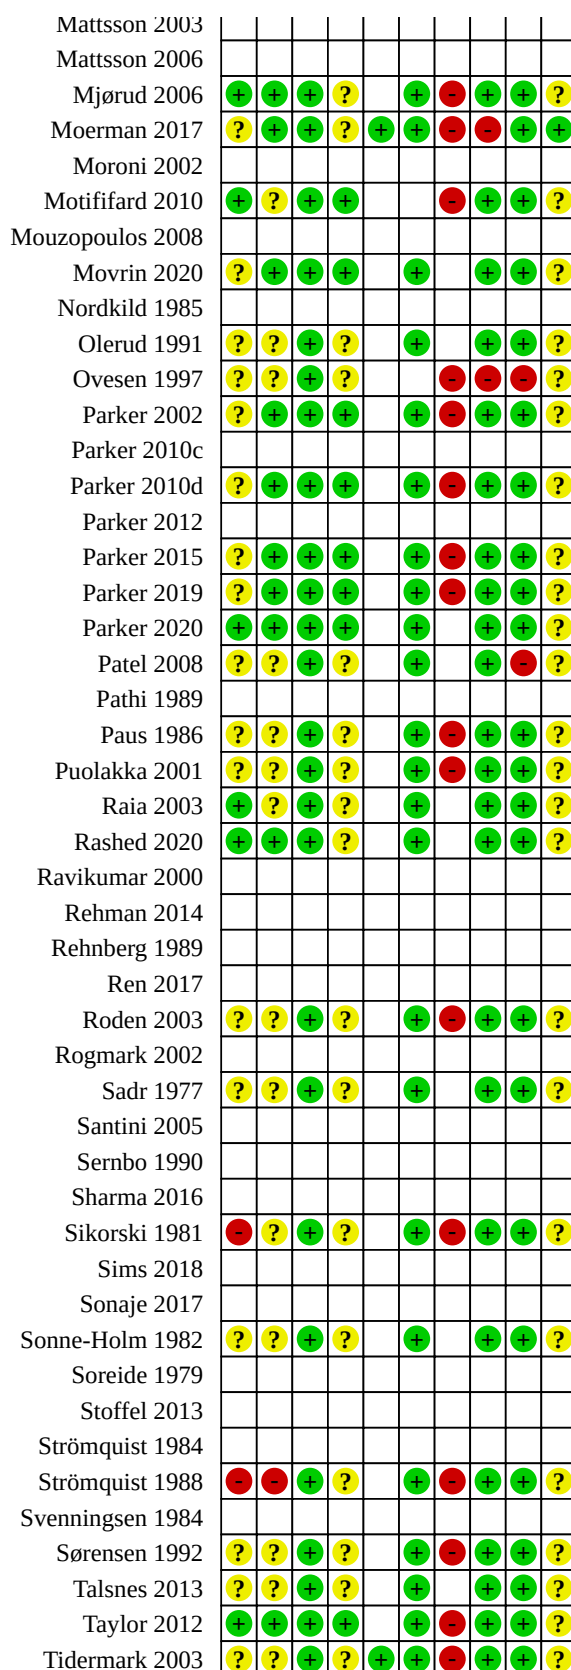 Mattsson 2003
Mattsson 2006
Mjørud 2006 + + + ? + - + + ?
Moerman 2017 ? + + ? + + - - + +
Moroni 2002
Motififard 2010 + ? + + - + + ?
Mouzopoulos 2008
Movrin 2020 ? + + + + + + ?
Nordkild 1985
Olerud 1991 ? ? + ? + + + ?
Ovesen 1997 ? ? + ? - - - ?
Parker 2002 ? + + + + - + + ?
Parker 2010c
Parker 2010d ? + + + + - + + ?
Parker 2012
Parker 2015 ? + + + + - + + ?
Parker 2019 ? + + + + - + + ?
Parker 2020 + + + + + + + ?
Patel 2008 ? ? + ? + + - ?
Pathi 1989
Paus 1986 ? ? + ? + - + + ?
Puolakka 2001 ? ? + ? + - + + ?
Raia 2003 + ? + ? + + + ?
Rashed 2020 + + + ? + + + ?
Ravikumar 2000
Rehman 2014
Rehnberg 1989
Ren 2017
Roden 2003 ? ? + ? + - + + ?
Rogmark 2002
Sadr 1977 ? ? + ? + + + ?
Santini 2005
Sernbo 1990
Sharma 2016
Sikorski 1981 - ? + ? + - + + ?
Sims 2018
Sonaje 2017
Sonne-Holm 1982 ? ? + ? + + + ?
Soreide 1979
Stoffel 2013
Strömquist 1984
Strömquist 1988 - - + ? + - + + ?
Svenningsen 1984
Sørensen 1992 ? ? + ? + - + + ?
Talsnes 2013 ? ? + ? + + + ?
Taylor 2012 + + + + + - + + ?
Tidermark 2003 ? ? + ? + + - + + ?